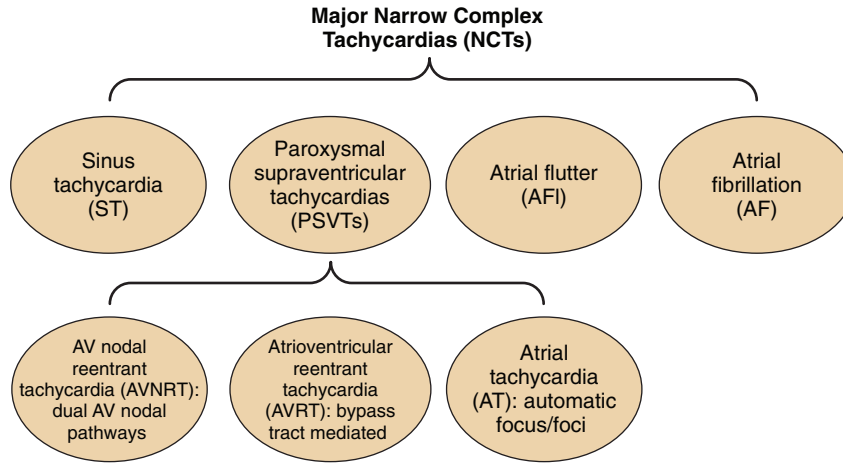 Major Narrow Complex
Tachycardias (NCTs)
Sinus
tachycardia
(ST)
Paroxysmal
supraventricular
tachycardias
(PSVTs)
Atrial flutter
(AFl)
Atrial
fibrillation
(AF)
AV nodal
reentrant
tachycardia (AVNRT):
dual AV nodal
pathways
Atrioventricular
reentrant
tachycardia
(AVRT): bypass
tract mediated
Atrial
tachycardia
(AT): automatic
focus/foci